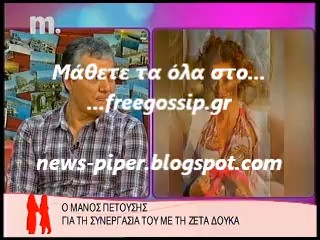 m.
Μάθετε τα όλα στο...
...freegossip.gr
news-piper.blogspot.com
Ο ΜΑΝΟΣ ΠΕΤΟΥΣΗΣ
ΓΙΑ ΤΗ ΣΥΝΕΡΓΑΣΙΑ ΤΟΥ ΜΕ ΤΗ ΖΕΤΑ ΔΟΥΚΑ